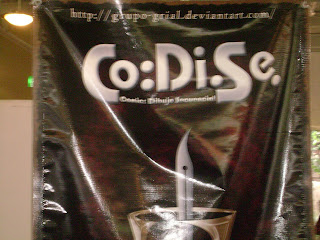 http://grupo-grial.deviantart.com/
Co:Di.Se.
Comic: Dibujo Secuencial